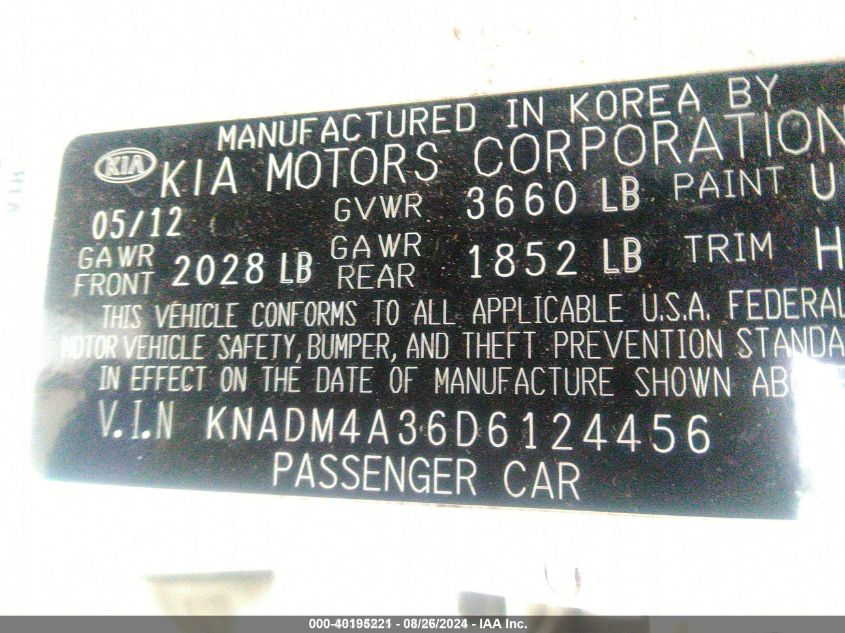 MANUFACTURED IN KOREA BY
KIA KIA MOTORS CORPORATION
05/12 GVWR 3660 LB PAINT U
GAWR FRONT 2028 LB GAWR REAR 1852 LB TRIM H
THIS VEHICLE CONFORMS TO ALL APPLICABLE U.S.A. FEDERAL
MOTOR VEHICLE SAFETY, BUMPER, AND THEFT PREVENTION STANDA
IN EFFECT ON THE DATE OF MANUFACTURE SHOWN
V.I.N KNADM4A36D6124456
PASSENGER CAR
000-40195221 - 08/26/2024 - IAA Inc.